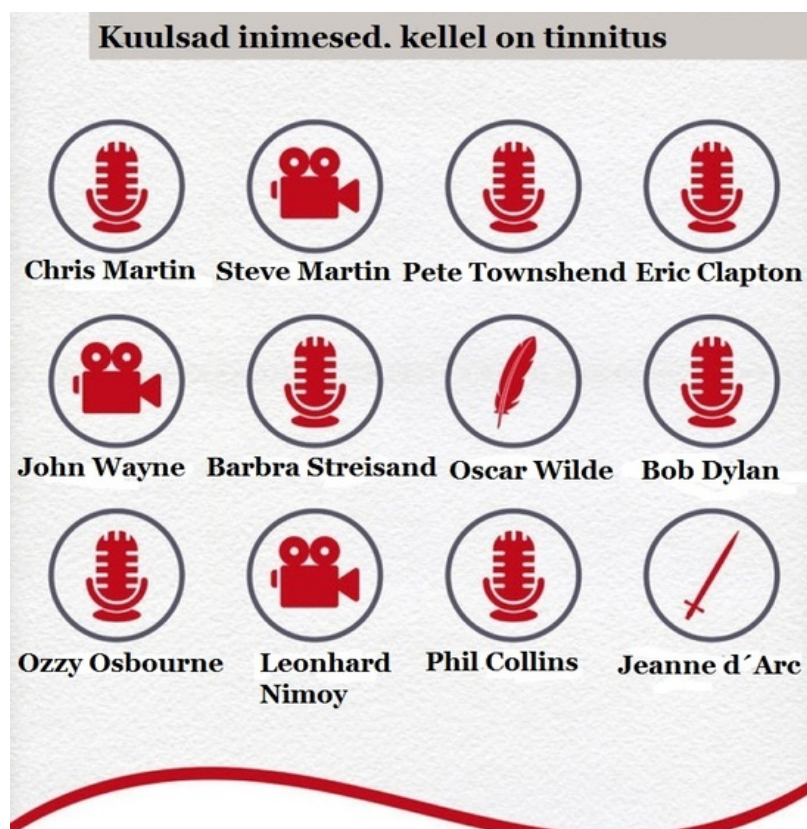 Kuulsad inimesed. kellel on tinnitus
Chris Martin
Steve Martin
Pete Townshend
Eric Clapton
John Wayne
Barbra Streisand
Oscar Wilde
Bob Dylan
Ozzy Osbourne
Leonhard
Nimoy
Phil Collins
Jeanne d´Arc